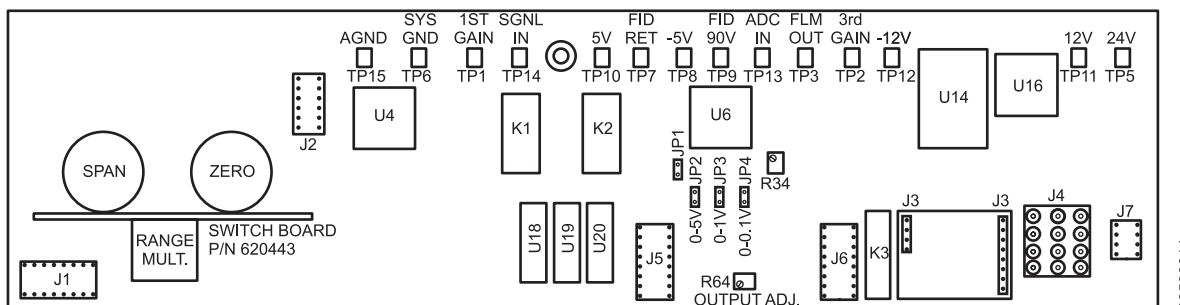 SYS 1ST SGNL FID FID ADC FLM 3rd
AGND GND GAIN IN 5V RET -5V 90V IN OUT GAIN -12V 12V 24V
TP15 TP6 TP1 TP14 TP10 TP7 TP8 TP9 TP13 TP3 TP2 TP12 TP11 TP5
J2
U4
K1
K2
U6
U14
U16
JP1
JP2
JP3
JP4
R34
0-5V
0-1V
0-0.1V
SPAN
ZERO
SWITCH BOARD
P/N 620443
RANGE
MULT.
J1
U18
U19
U20
J5
R64
OUTPUT ADJ.
J6
K3
J3
J3
J4
J7